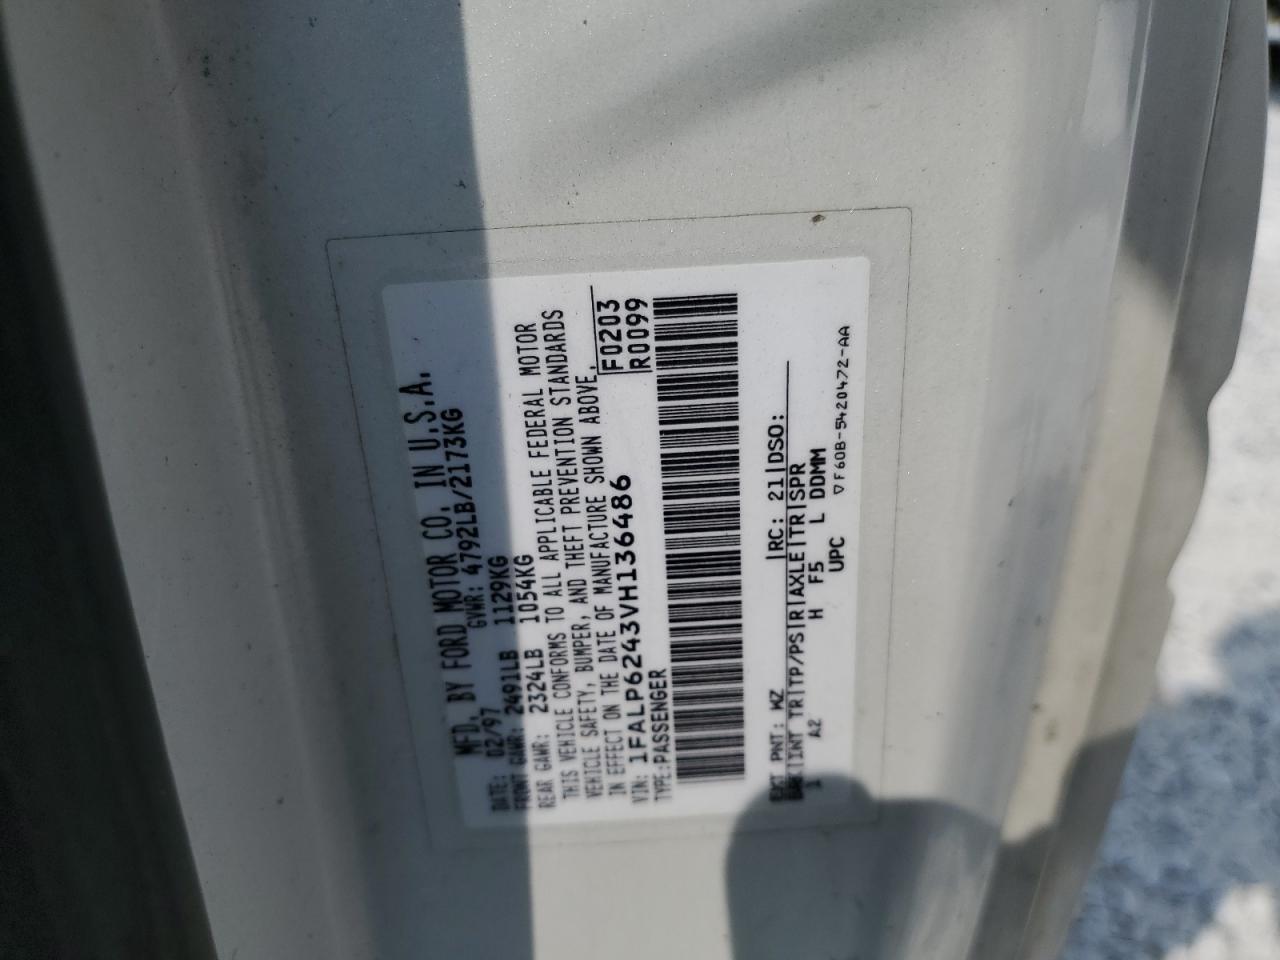 MFD. BY FORD MOTOR CO. IN U.S.A.
DATE: 02/97 GVWR: 4792LB/2173KG
FRONT GAWR: 2491LB 1129KG
REAR GAWR: 2324LB 1054KG
THIS VEHICLE CONFORMS TO ALL APPLICABLE FEDERAL MOTOR
VEHICLE SAFETY, BUMPER, AND THEFT PREVENTION STANDARDS
IN EFFECT ON THE DATE OF MANUFACTURE SHOWN ABOVE.
VIN: 1FALP6243VH136486 F0203
TYPE: PASSENGER R0099
EXT PNT: WZ RC: 21 DSO:
INT TR TP/PS R AXLE TR SPR
1 A2 H F5 L DDMM
UPC
▽F60B-5420472-AA